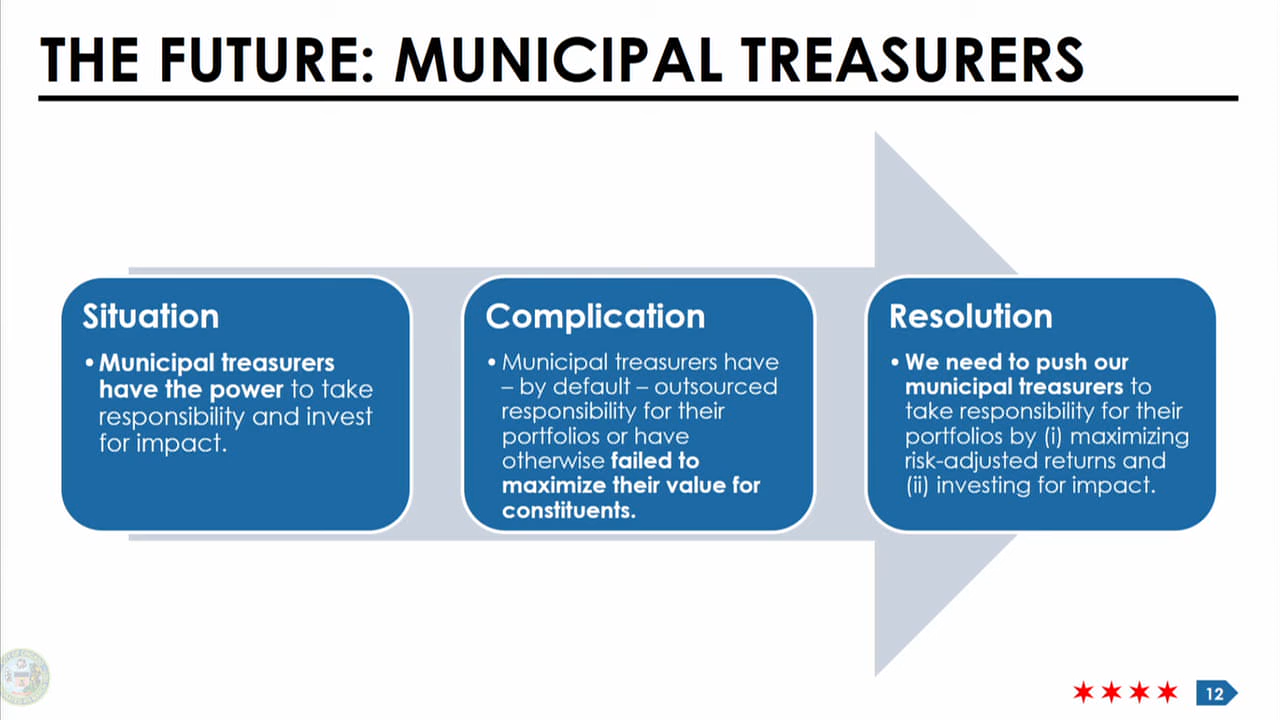 THE FUTURE: MUNICIPAL TREASURERS
Situation
• Municipal treasurers
have the power to take
responsibility and invest
for impact.
Complication
• Municipal treasurers have
– by default – outsourced
responsibility for their
portfolios or have
otherwise failed to
maximize their value for
constituents.
Resolution
• We need to push our
municipal treasurers to
take responsibility for their
portfolios by (i) maximizing
risk-adjusted returns and
(ii) investing for impact.
12